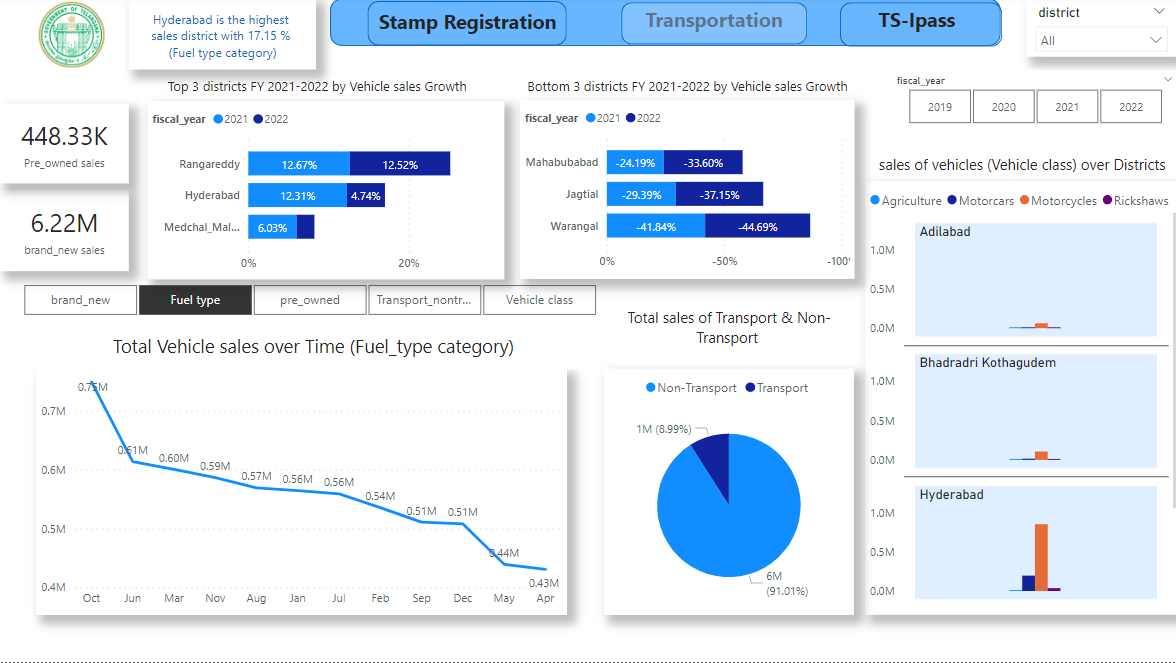 Hyderabad is the highest
sales district with 17.15 %
(Fuel type category)
Stamp Registration
Transportation
TS-Ipass
district
All
fiscal_year
2019
2020
2021
2022
448.33K
Pre_owned sales
6.22M
brand_new sales
Top 3 districts FY 2021-2022 by Vehicle sales Growth
fiscal_year 2021 2022
Rangareddy 12.67% 12.52%
Hyderabad 12.31% 4.74%
Medchal_Mal... 6.03%
0% 20%
Bottom 3 districts FY 2021-2022 by Vehicle sales Growth
fiscal_year 2021 2022
Mahabubabad -24.19% -33.60%
Jagtial -29.39% -37.15%
Warangal -41.84% -44.69%
0% -50% -100'
brand_new
Fuel type
pre_owned
Transport_nontr...
Vehicle class
Total Vehicle sales over Time (Fuel_type category)
0.7M
0.6M
0.5M
0.4M
0.75M
0.61M
0.60M
0.59M
0.57M
0.56M
0.56M
0.54M
0.51M
0.51M
0.44M
0.43M
Oct Jun Mar Nov Aug Jan Jul Feb Sep Dec May Apr
Total sales of Transport & Non-
Transport
Non-Transport Transport
1M (8.99%)
6M
(91.01%)
sales of vehicles (Vehicle class) over Districts
Agriculture Motorcars Motorcycles Rickshaws
Adilabad
1.0M
0.5M
0.0M
Bhadradri Kothagudem
1.0M
0.5M
0.0M
Hyderabad
1.0M
0.5M
0.0M